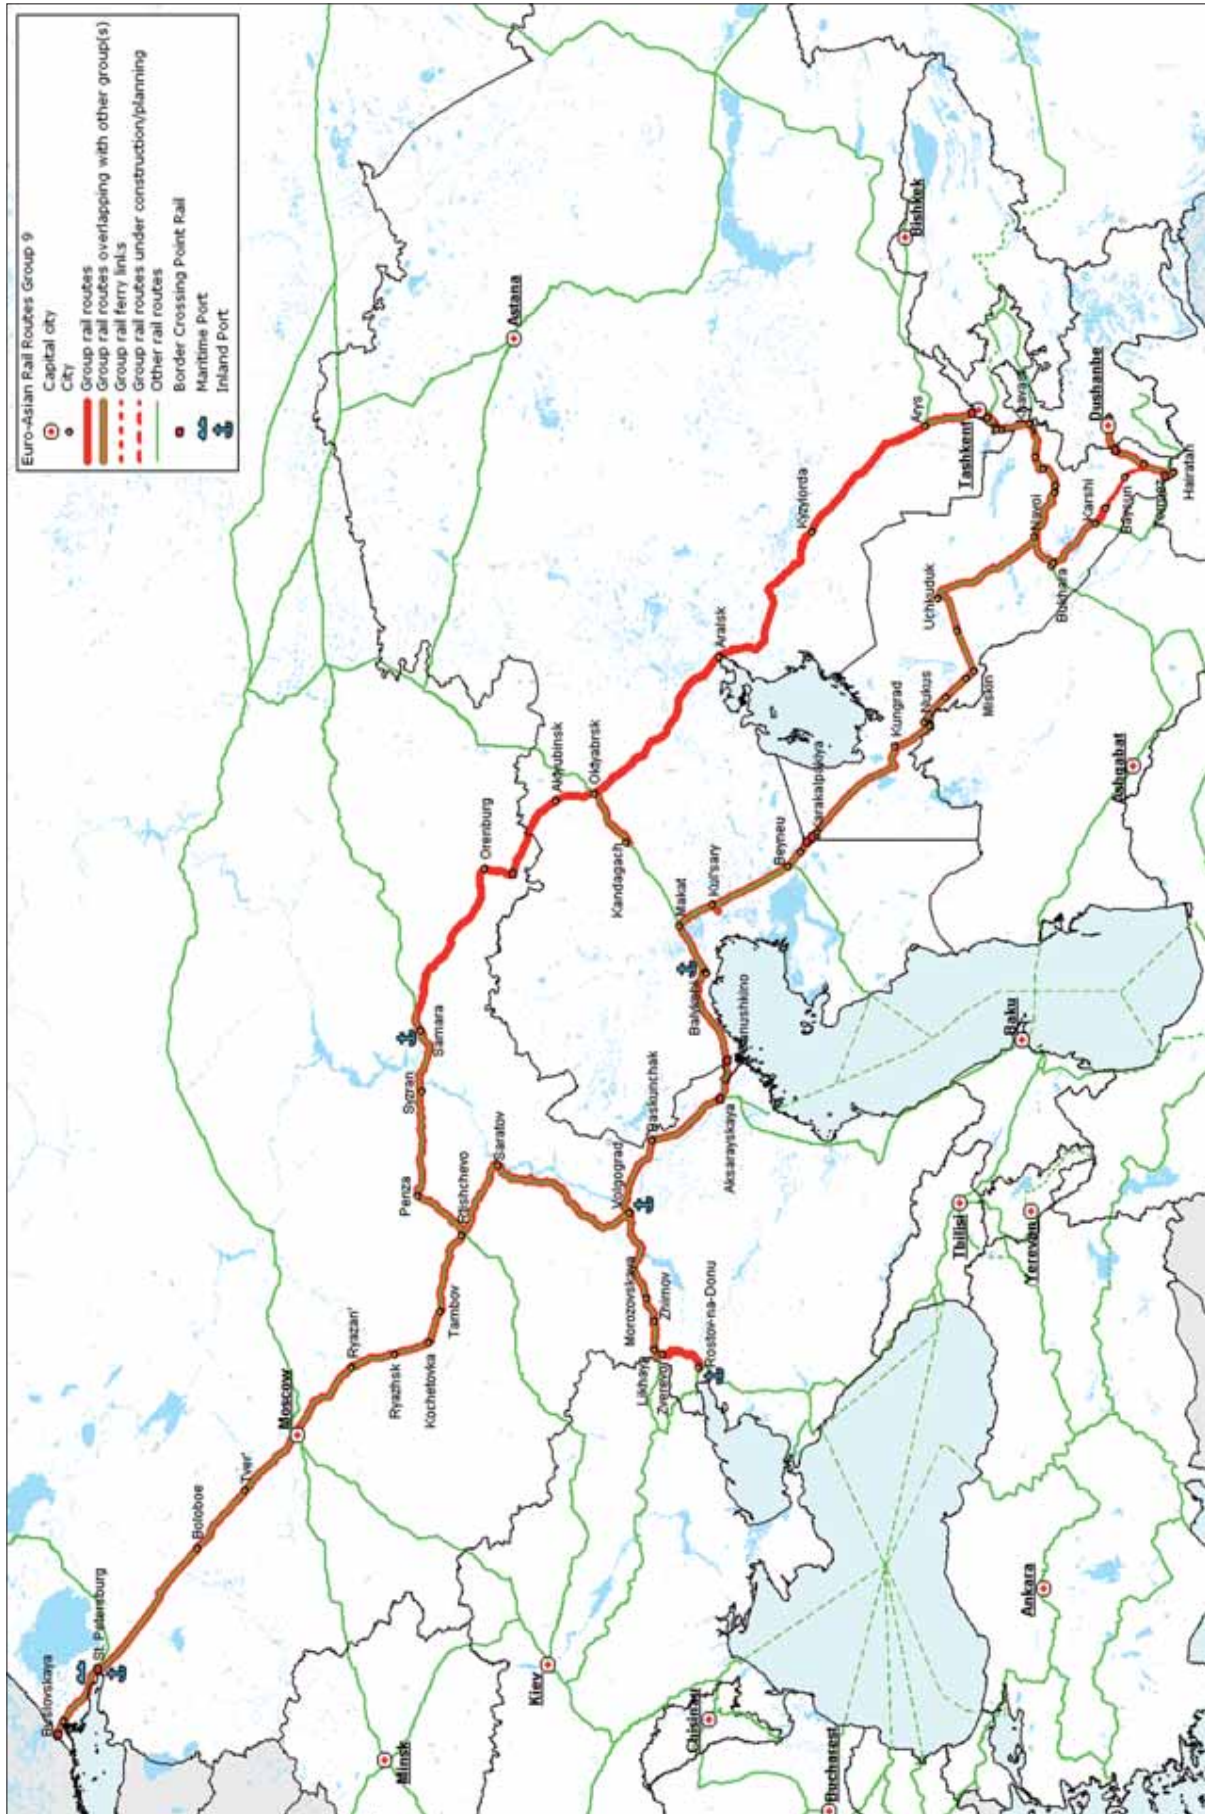 Euro-Asian Rail Routes Group 9
Capital city
City
Group rail routes
Group rail routes overlapping with other group(s)
Group rail ferry links
Group rail routes under construction/planning
Other rail routes
Border Crossing Point Rail
Maritime Port
Inland Port
Buslovskaya
St. Petersburg
Boloboe
Tver'
Moscow
Ryazan'
Ryazhsk
Kochetovka
Tambov
Rtishchevo
Penza
Syzran
Samara
Saratov
Orenburg
Aktyubinsk
Oktyabrsk
Kandagach
Astana
Aralsk
Kyzylorda
Arys
Tashkent
Bishkek
Khavast
Dushanbe
Navoi
Karshi
Baysun
Termez
Hairatan
Bukhara
Uchkuduk
Miskin
Nukus
Kungrad
Karakalpakiya
Beyneu
Kul'sary
Makat
Ganushkino
Aksarayskaya
Baskunchak
Volgograd
Morozovskaya
Zhirnov
Likhaya
Zverevo
Rostov-na-Donu
Ashgabat
Baku
Tbilisi
Yerevan
Ankara
Kiev
Minsk
Chisinau
Bucharest